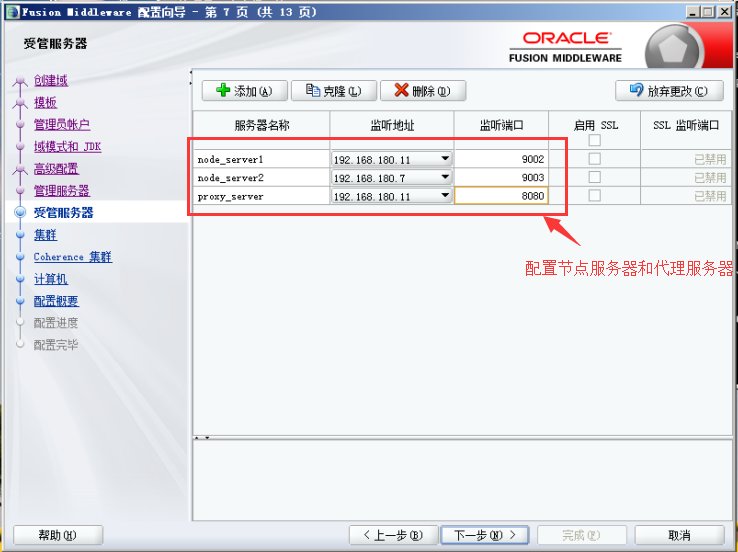 Fusion Middleware 配置向导 - 第 7 页 (共 13 页)
受管服务器
ORACLE
FUSION MIDDLEWARE
创建域
模板
管理员帐户
域模式和 JDK
高级配置
管理服务器
受管服务器
集群
Coherence 集群
计算机
配置概要
配置进度
配置完毕
添加(A) 克隆(L) 删除(D) 放弃更改(C)
服务器名称 监听地址 监听端口 启用 SSL SSL 监听端口
node_server1 192.168.180.11 9002 已禁用
node_server2 192.168.180.7 9003 已禁用
proxy_server 192.168.180.11 8080 已禁用
配置节点服务器和代理服务器
帮助(H) < 上一步(B) 下一步(N) > 完成(F) 取消